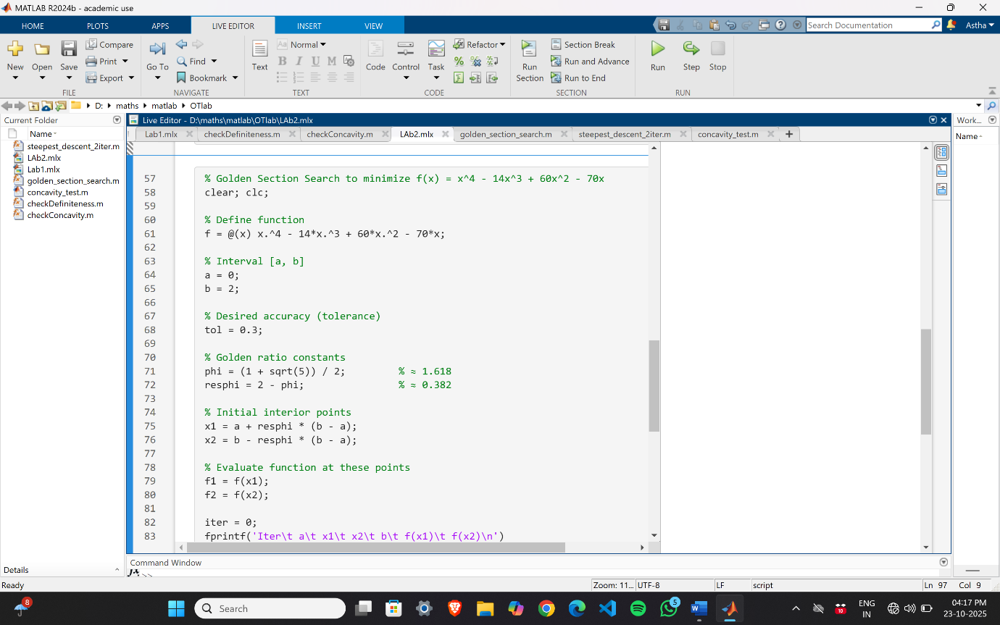 MATLAB R2024b - academic use
HOME PLOTS APPS LIVE EDITOR INSERT VIEW Search Documentation Astha
New Open Save Compare Print Export
FILE
Go To Find Bookmark
NAVIGATE
Text Aa Normal B I U M
TEXT
Code Control Task Refactor
CODE
Run Section Section Break Run and Advance Run to End
SECTION
Run Step Stop
RUN
D: maths matlab OTlab
Current Folder
Name
steepest_descent_2iter.m
LAb2.mlx
Lab1.mlx
golden_section_search.m
concavity_test.m
checkDefiniteness.m
checkConcavity.m
Details
Live Editor - D:\maths\matlab\OTlab\LAb2.mlx
Lab1.mlx checkDefiniteness.m checkConcavity.m LAb2.mlx golden_section_search.m steepest_descent_2iter.m concavity_test.m
57 % Golden Section Search to minimize f(x) = x^4 - 14x^3 + 60x^2 - 70x
58 clear; clc;
59
60 % Define function
61 f = @(x) x.^4 - 14*x.^3 + 60*x.^2 - 70*x;
62
63 % Interval [a, b]
64 a = 0;
65 b = 2;
66
67 % Desired accuracy (tolerance)
68 tol = 0.3;
69
70 % Golden ratio constants
71 phi = (1 + sqrt(5)) / 2; % ≈ 1.618
72 resphi = 2 - phi; % ≈ 0.382
73
74 % Initial interior points
75 x1 = a + resphi * (b - a);
76 x2 = b - resphi * (b - a);
77
78 % Evaluate function at these points
79 f1 = f(x1);
80 f2 = f(x2);
81
82 iter = 0;
83 fprintf('Iter\t a\t x1\t x2\t b\t f(x1)\t f(x2)\n')
Work...
Name
Command Window
fx >>
Ready Zoom: 11... UTF-8 LF script Ln 97 Col 9
8 Search 5 10 ENG IN 04:17 PM 23-10-2025